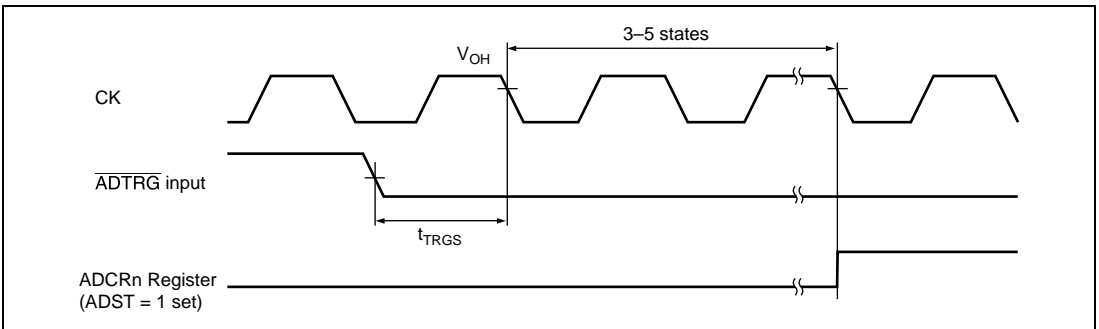 3–5 states
VOH
CK
ADTRG input
tTRGS
ADCRn Register
(ADST = 1 set)